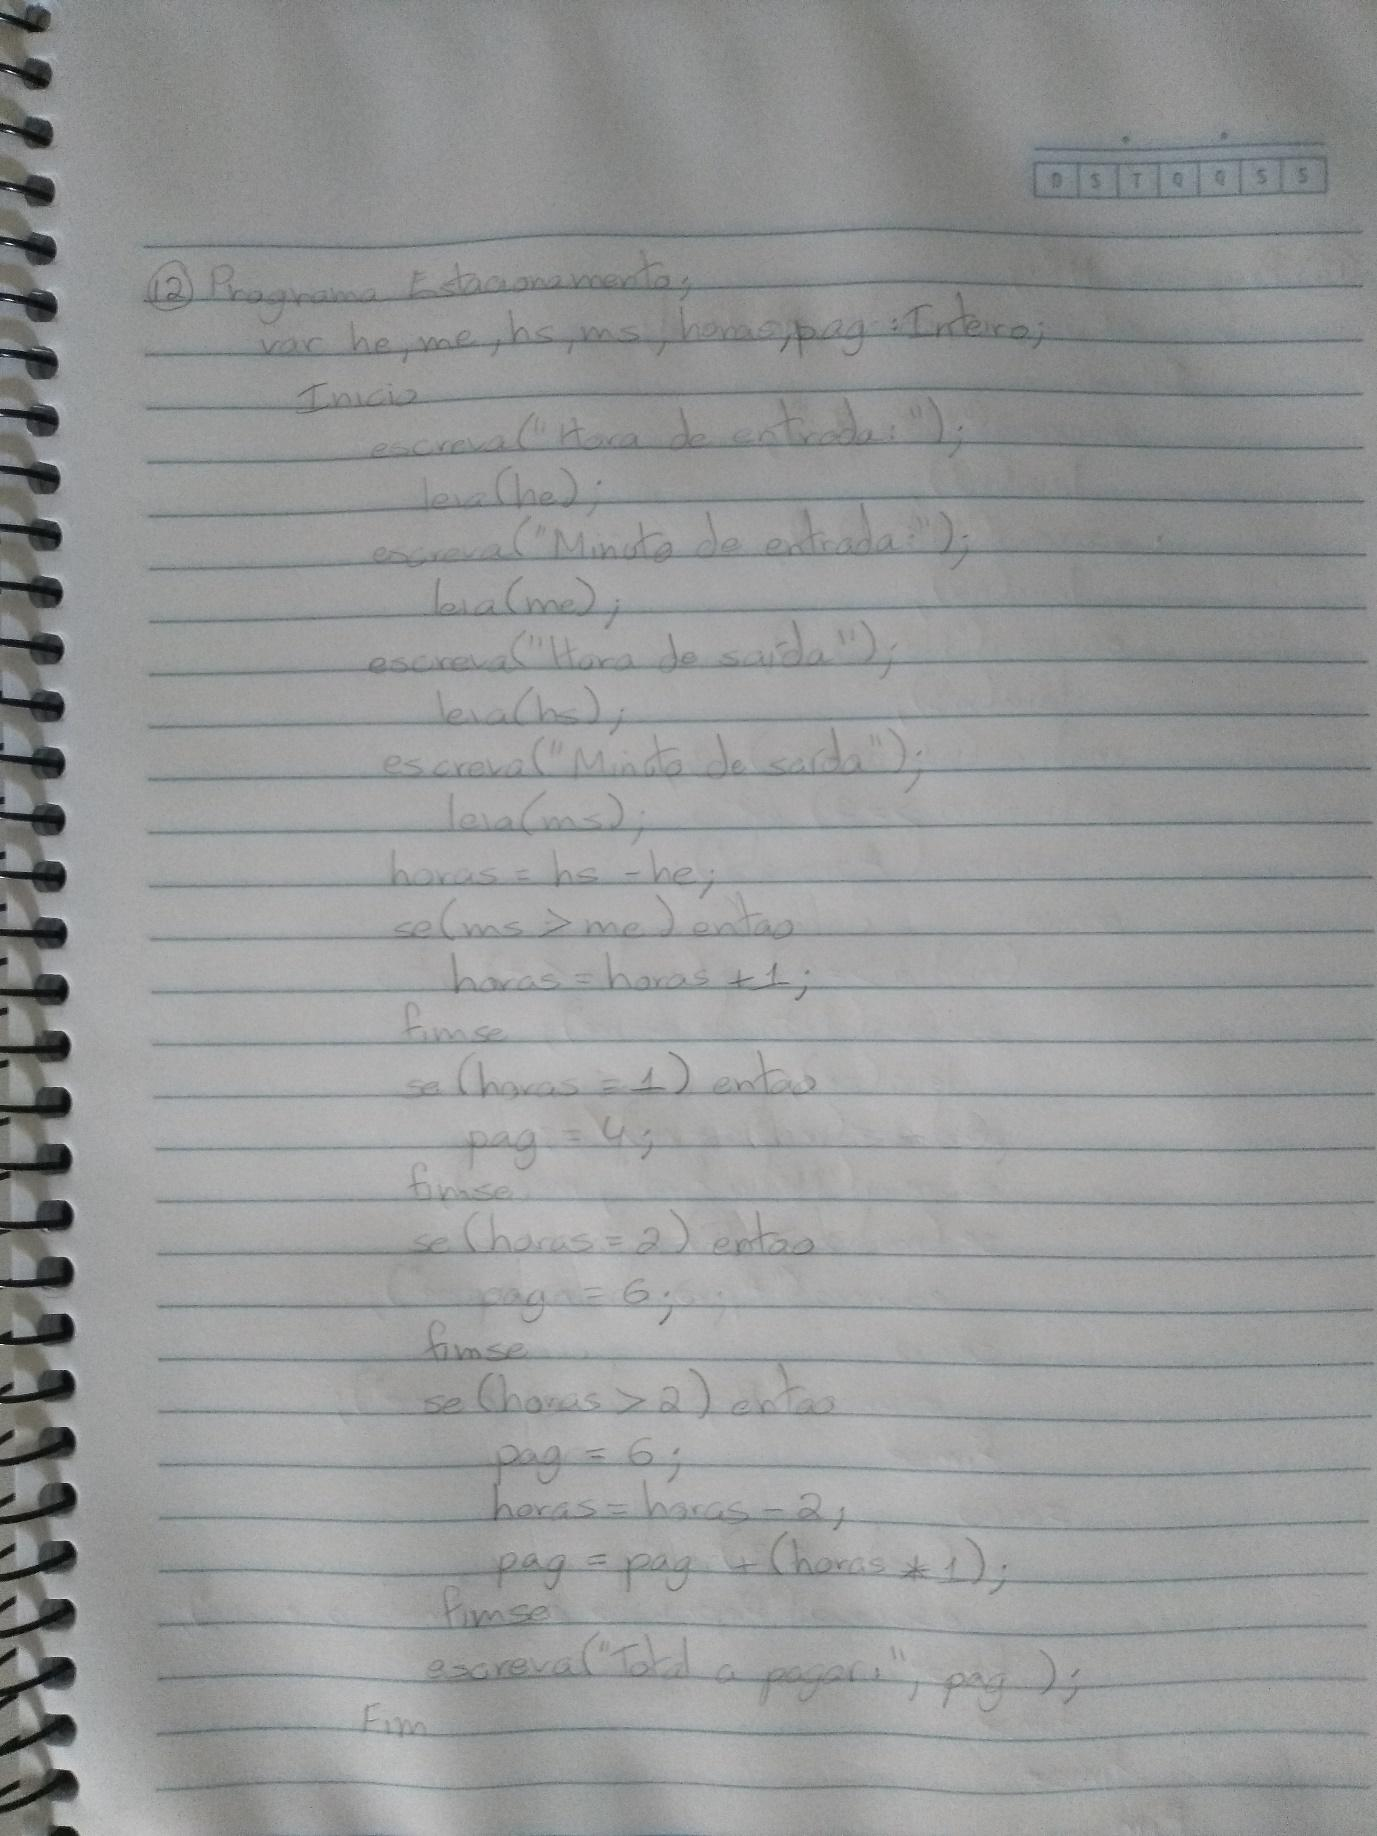 D S T Q Q S S
12 Programa Estacionamento;
var he, me, hs, ms, horas, pag : Inteiro;
Inicio
escreva("Hora de entrada:");
leia(he);
escreva("Minuto de entrada:");
leia(me);
escreva("Hora de saída");
leia(hs);
escreva("Minuto de saída");
leia(ms);
horas = hs - he;
se(ms > me) entao
horas = horas + 1;
fimse
se (horas = 1) entao
pag = 4;
fimse
se (horas = 2) entao
pag = 6;
fimse
se (horas > 2) entao
pag = 6;
horas = horas - 2;
pag = pag + (horas * 1);
fimse
escreva("Total a pagar:", pag );
Fim